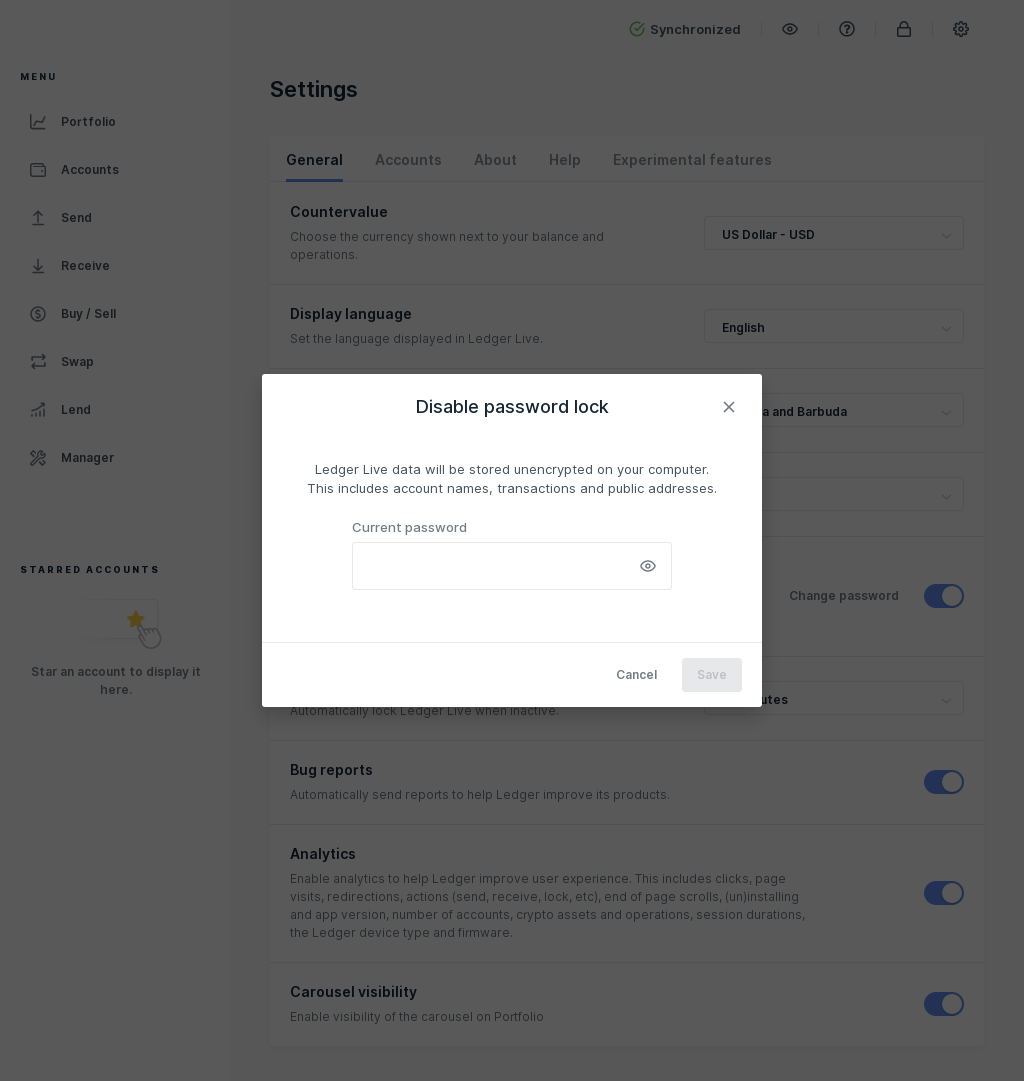 Synchronized
MENU
Portfolio
Accounts
Send
Receive
Buy / Sell
Swap
Lend
Manager
STARRED ACCOUNTS
Star an account to display it
here.
Settings
General
Accounts
About
Help
Experimental features
Countervalue
Choose the currency shown next to your balance and
operations.
US Dollar - USD
Display language
Set the language displayed in Ledger Live.
English
and Barbuda
Disable password lock
Ledger Live data will be stored unencrypted on your computer.
This includes account names, transactions and public addresses.
Current password
Cancel
Save
Change password
Automatically lock Ledger Live when inactive.
Bug reports
Automatically send reports to help Ledger improve its products.
Analytics
Enable analytics to help Ledger improve user experience. This includes clicks, page
visits, redirections, actions (send, receive, lock, etc), end of page scrolls, (un)installing
and app version, number of accounts, crypto assets and operations, session durations,
the Ledger device type and firmware.
Carousel visibility
Enable visibility of the carousel on Portfolio